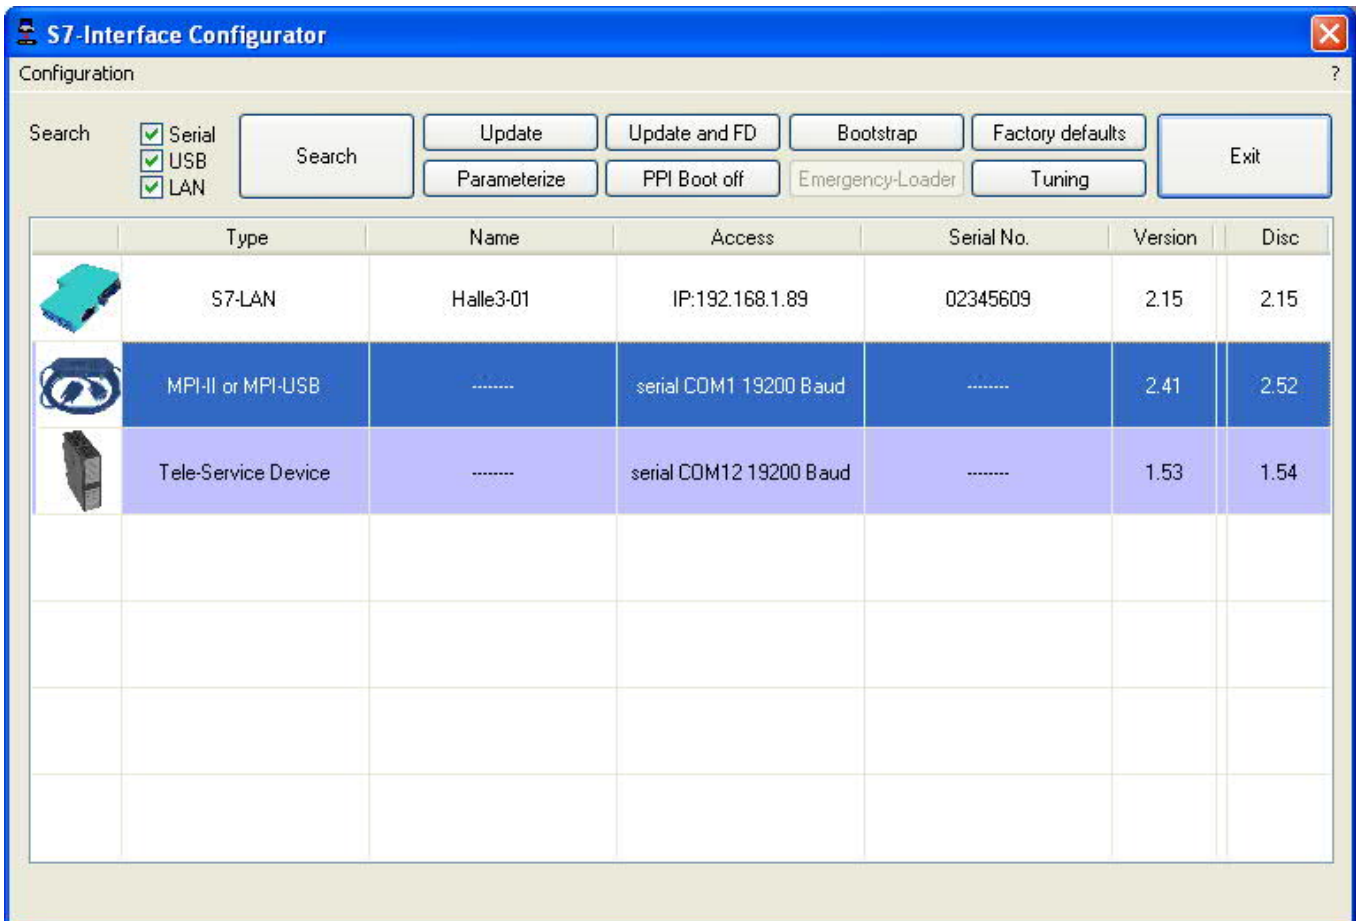 S7-Interface Configurator
Configuration ?
Search Serial USB LAN Search Update Update and FD Bootstrap Factory defaults Exit
Parameterize PPI Boot off Emergency-Loader Tuning
Type Name Access Serial No. Version Disc
S7-LAN Halle3-01 IP:192.168.1.89 02345609 2.15 2.15
MPI-II or MPI-USB -------- serial COM1 19200 Baud -------- 2.41 2.52
Tele-Service Device -------- serial COM12 19200 Baud -------- 1.53 1.54